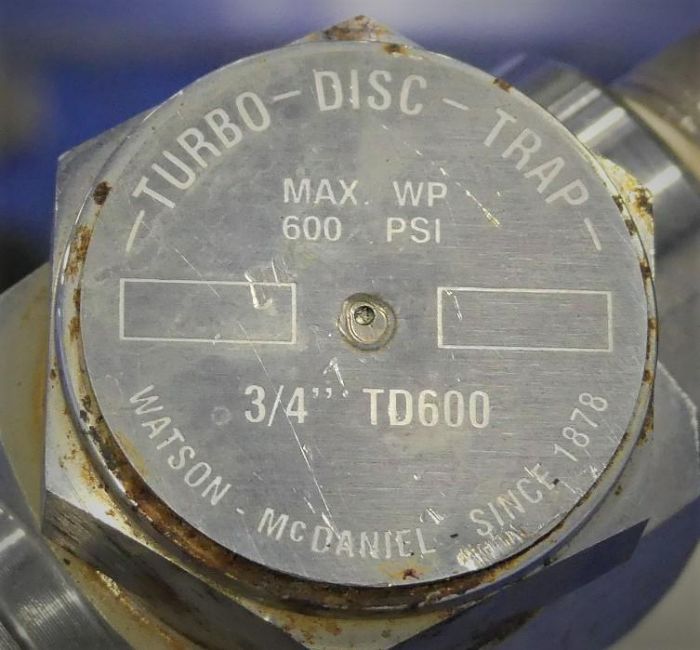 -TURBO-DISC-TRAP-
MAX. WP
600 PSI
3/4" TD600
WATSON - McDANIEL SINCE 1878